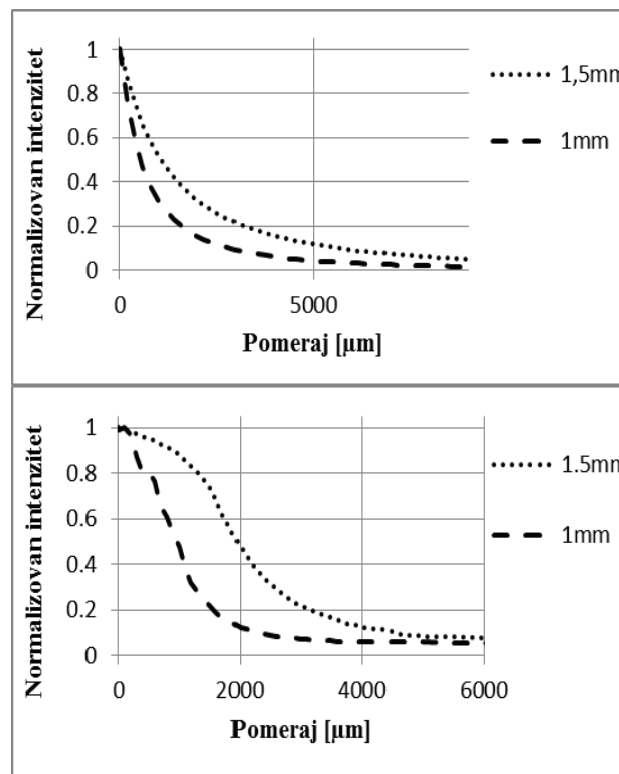 Normalizovan intenzitet
1
0.8
0.6
0.4
0.2
0
0
5000
Pomeraj [µm]
1,5mm
1mm
Normalizovan intenzitet
1
0.8
0.6
0.4
0.2
0
0
2000
4000
6000
Pomeraj [µm]
1.5mm
1mm